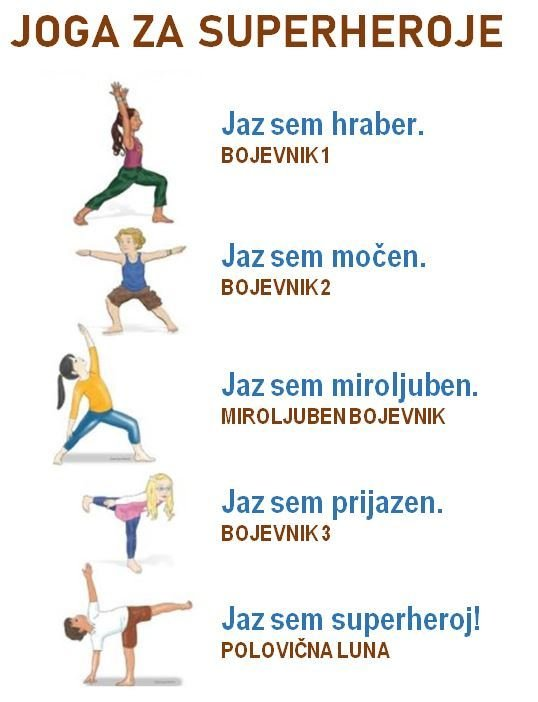 JOGA ZA SUPERHEROJE
Jaz sem hraber.
BOJEVNIK 1
Jaz sem močen.
BOJEVNIK 2
Jaz sem miroljuben.
MIROLJUBEN BOJEVNIK
Jaz sem prijazen.
BOJEVNIK 3
Jaz sem superheroj!
POLOVIČNA LUNA